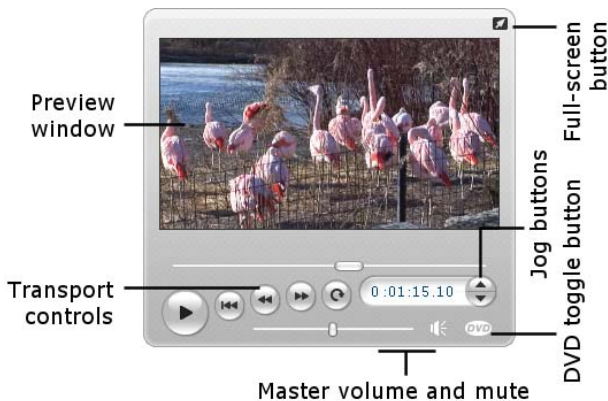 Full-screen
button
Preview
window
Jog buttons
DVD toggle button
Transport
controls
0:01:15.10
DVD
Master volume and mute